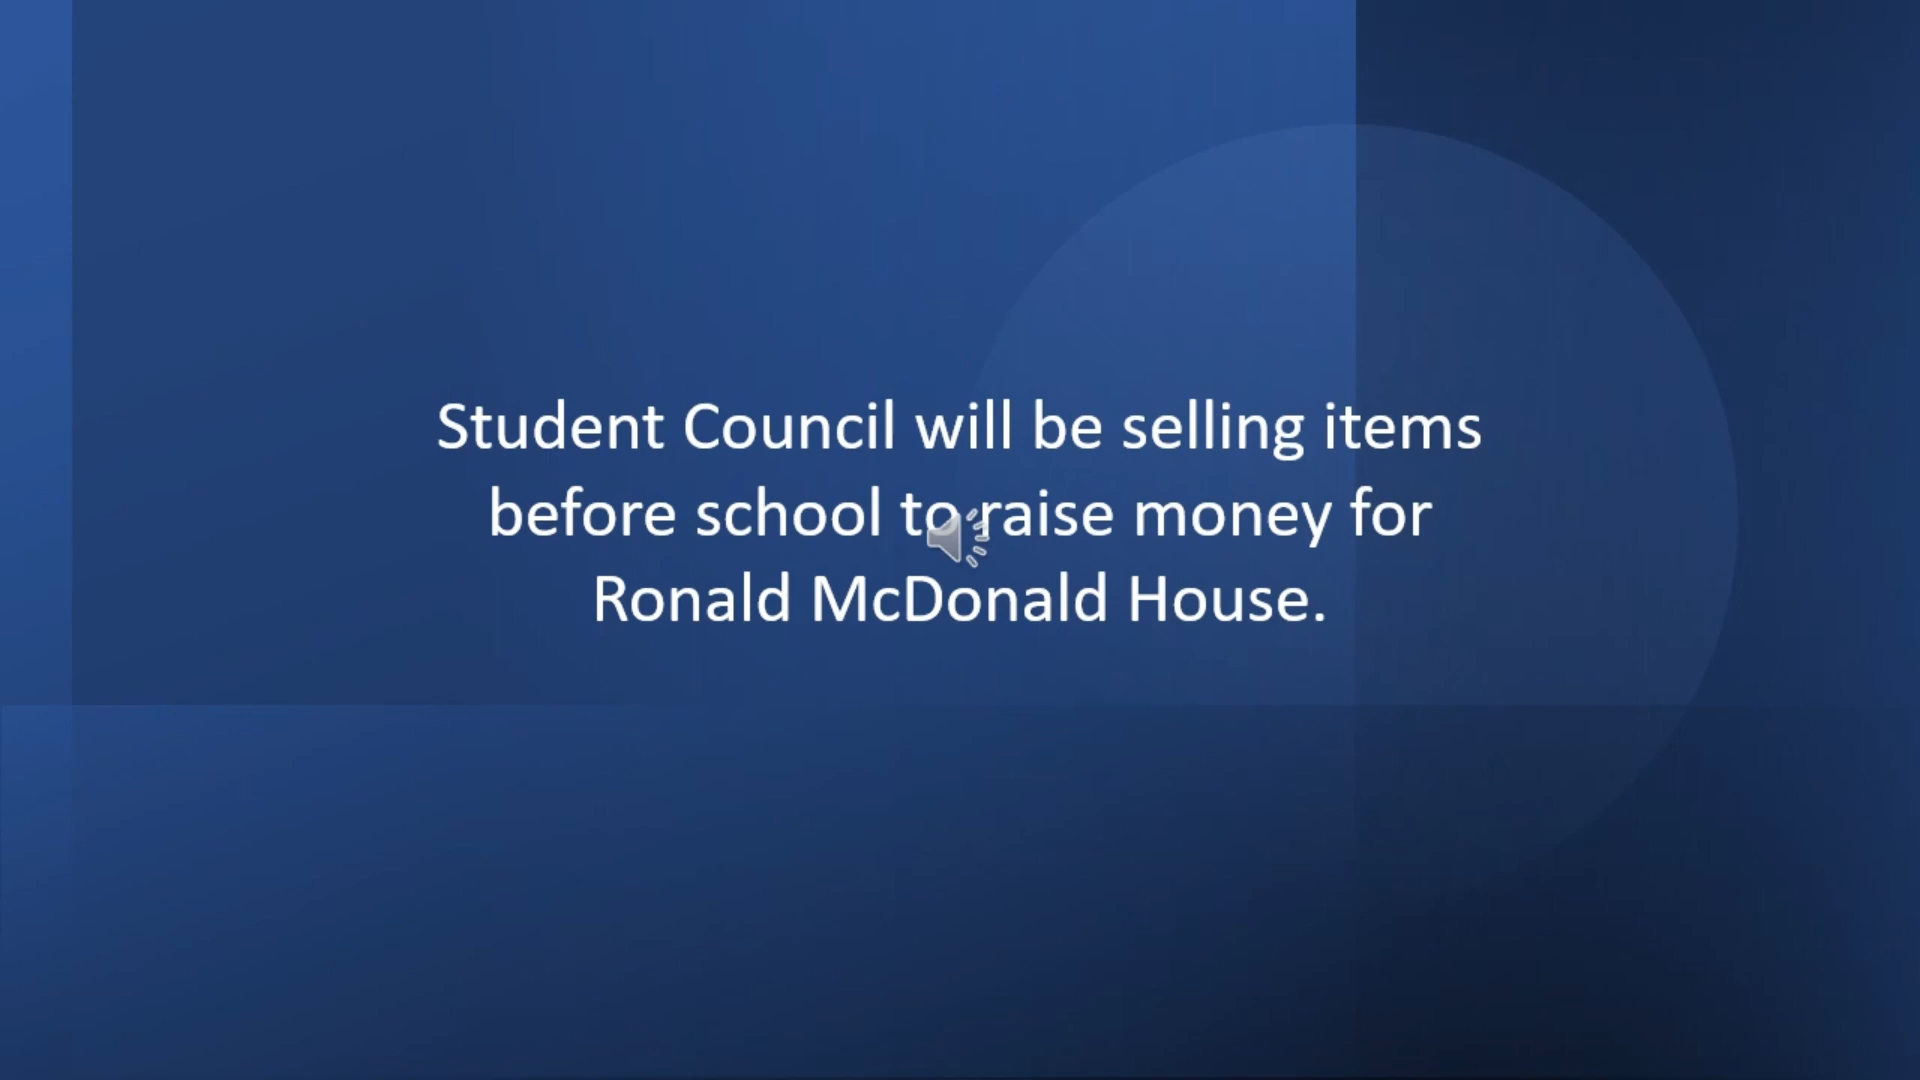 Student Council will be selling items
before school to raise money for
Ronald McDonald House.